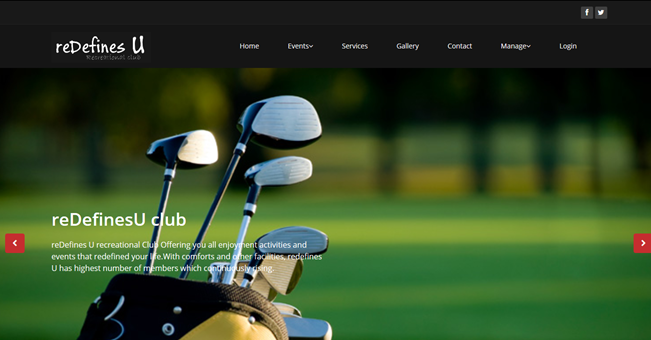 reDefines U
Recreacional club
Home Events Services Gallery Contact Manage Login
reDefinesU club
reDefines U recreational Club Offering you all enjoyment activities and
events that redefined your life.With comforts and other facilities, redefines
U has highest number of members which continuously rising.